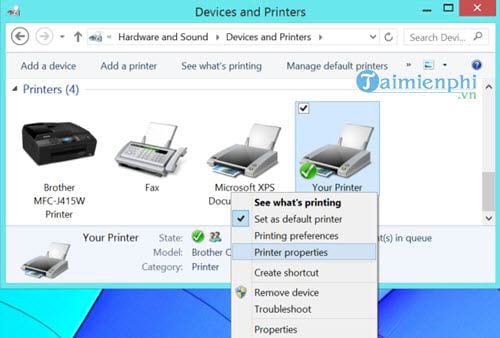 Devices and Printers
Hardware and Sound ▸ Devices and Printers ▸
Search Devi...
Add a device
Add a printer
See what's printing
Manage default printers
»
Taimienphi
.vn
Printers (4)
Brother
MFC-J415W
Printer
Fax
Microsoft XPS
Docu
Your Printer
See what's printing
Set as default printer
Printing preferences
Printer properties
Create shortcut
Remove device
Troubleshoot
Properties
Your Printer
State:
Model: Brother C
Category: Printer
t(s) in queue